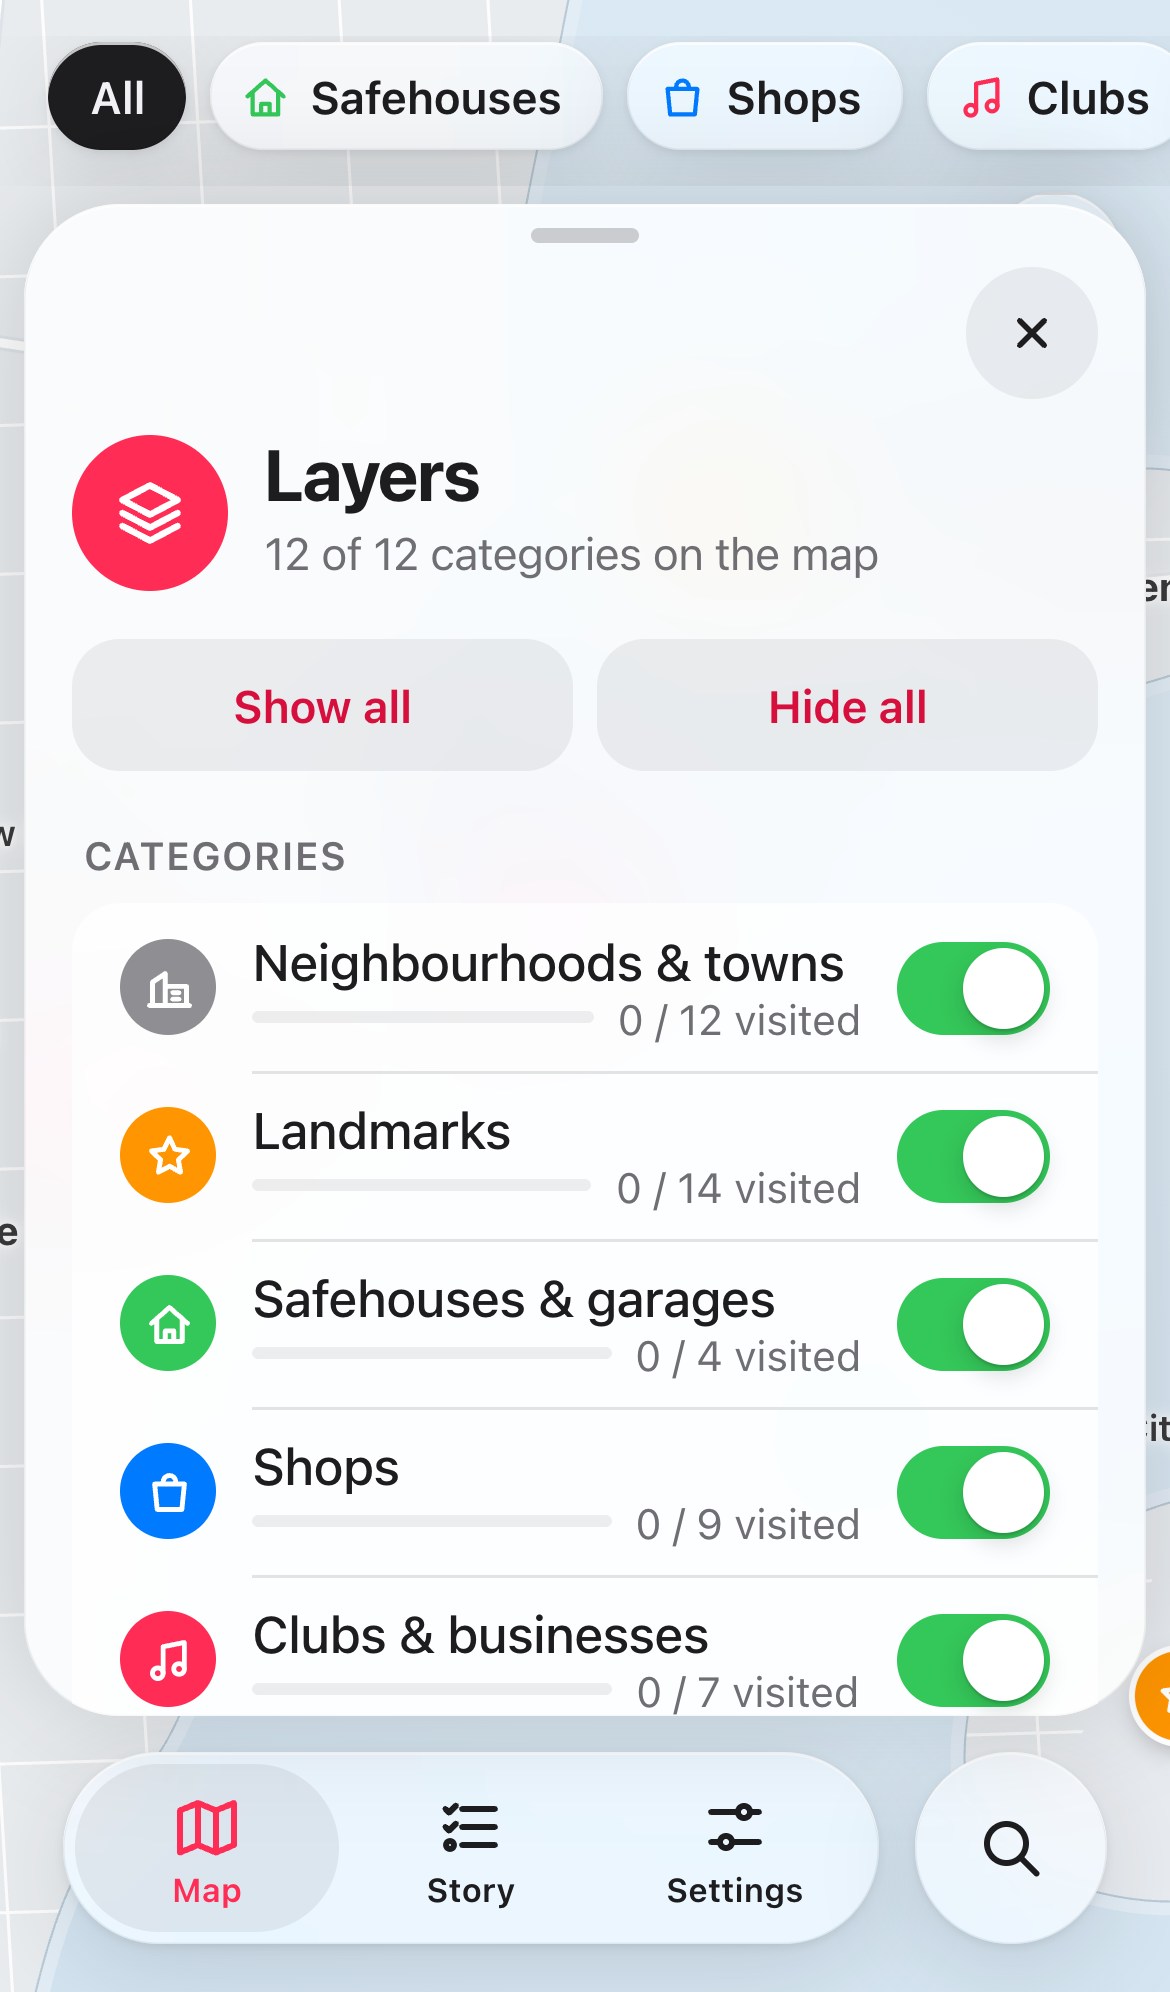 All
Safehouses
Shops
Clubs
Layers
12 of 12 categories on the map
Show all
Hide all
CATEGORIES
Neighbourhoods & towns
0 / 12 visited
Landmarks
0 / 14 visited
Safehouses & garages
0 / 4 visited
Shops
0 / 9 visited
Clubs & businesses
0 / 7 visited
Map
Story
Settings